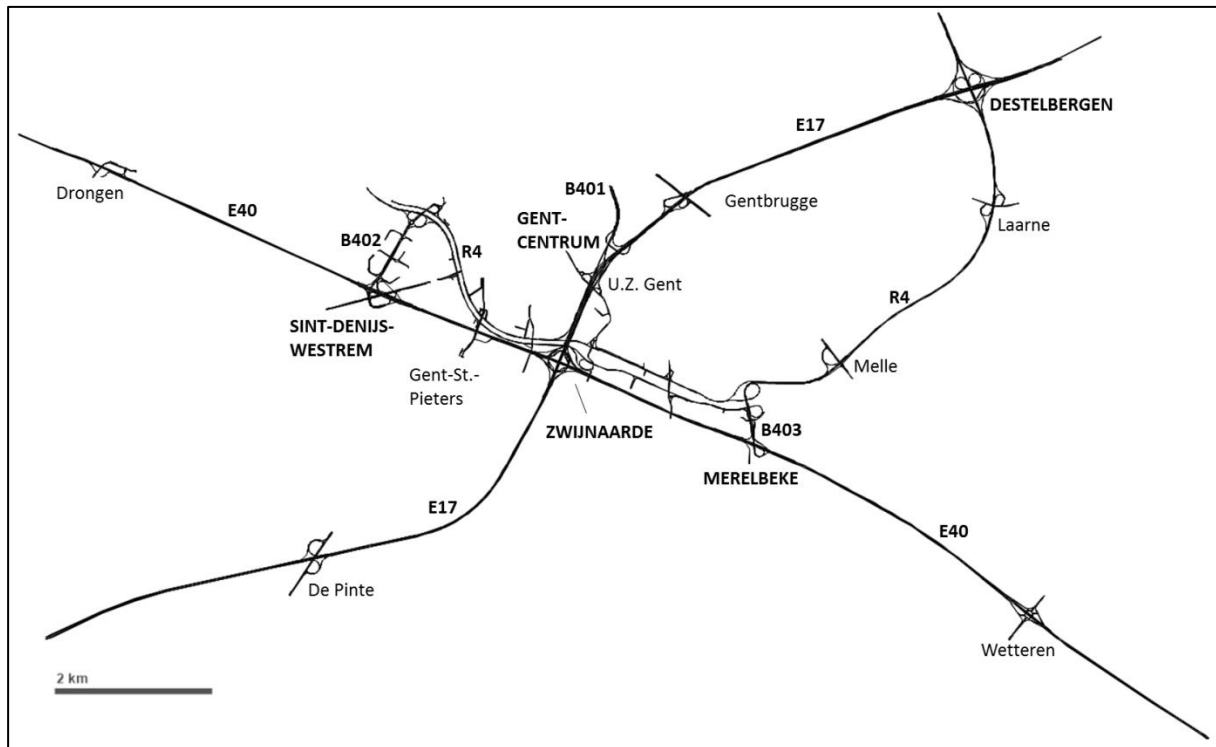 DESTELBERGEN
E17
Drongen
B401
Gentbrugge
E40
GENT-
CENTRUM
Laarne
B402
R4
U.Z. Gent
R4
SINT-DENIJS-
WESTREM
Gent-St.-
Pieters
Melle
ZWIJNAARDE
B403
MERELBEKE
E17
E40
De Pinte
Wetteren
2 km